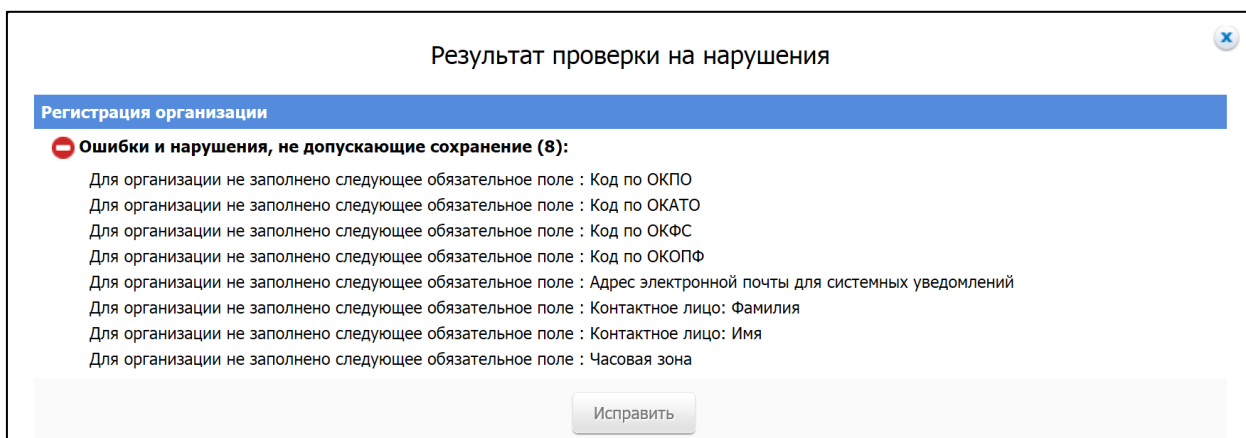 Результат проверки на нарушения
x
Регистрация организации
Ошибки и нарушения, не допускающие сохранение (8):
Для организации не заполнено следующее обязательное поле : Код по ОКПО
Для организации не заполнено следующее обязательное поле : Код по ОКАТО
Для организации не заполнено следующее обязательное поле : Код по ОКФС
Для организации не заполнено следующее обязательное поле : Код по ОКОПФ
Для организации не заполнено следующее обязательное поле : Адрес электронной почты для системных уведомлений
Для организации не заполнено следующее обязательное поле : Контактное лицо: Фамилия
Для организации не заполнено следующее обязательное поле : Контактное лицо: Имя
Для организации не заполнено следующее обязательное поле : Часовая зона
Исправить